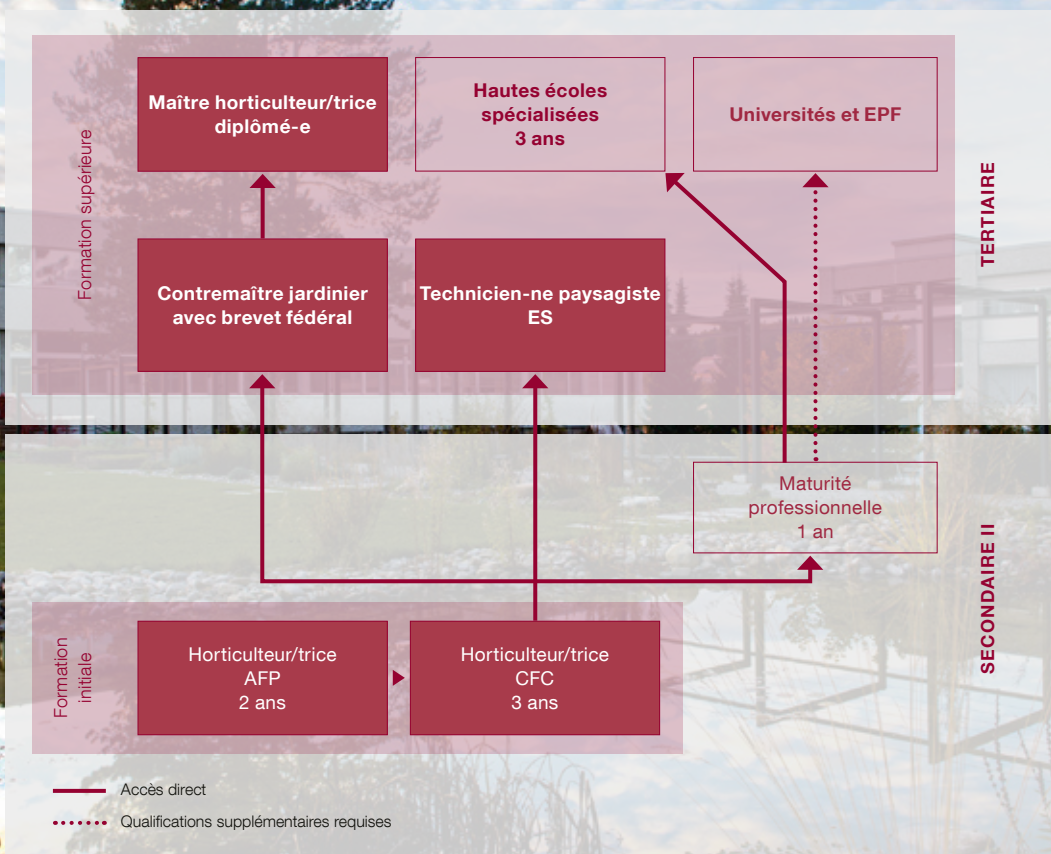 Maître horticulteur/trice
diplômé-e
Hautes écoles
spécialisées
3 ans
Universités et EPF
Formation supérieure
TERTIAIRE
Contremaître jardinier
avec brevet fédéral
Technicien-ne paysagiste
ES
Maturité
professionnelle
1 an
SECONDAIRE II
Formation
initiale
Horticulteur/trice
AFP
2 ans
Horticulteur/trice
CFC
3 ans
Accès direct
Qualifications supplémentaires requises